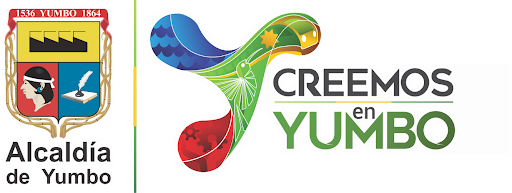 1536 YUMBO 1864
Alcaldía
de Yumbo
CREEMOS
en
YUMBO